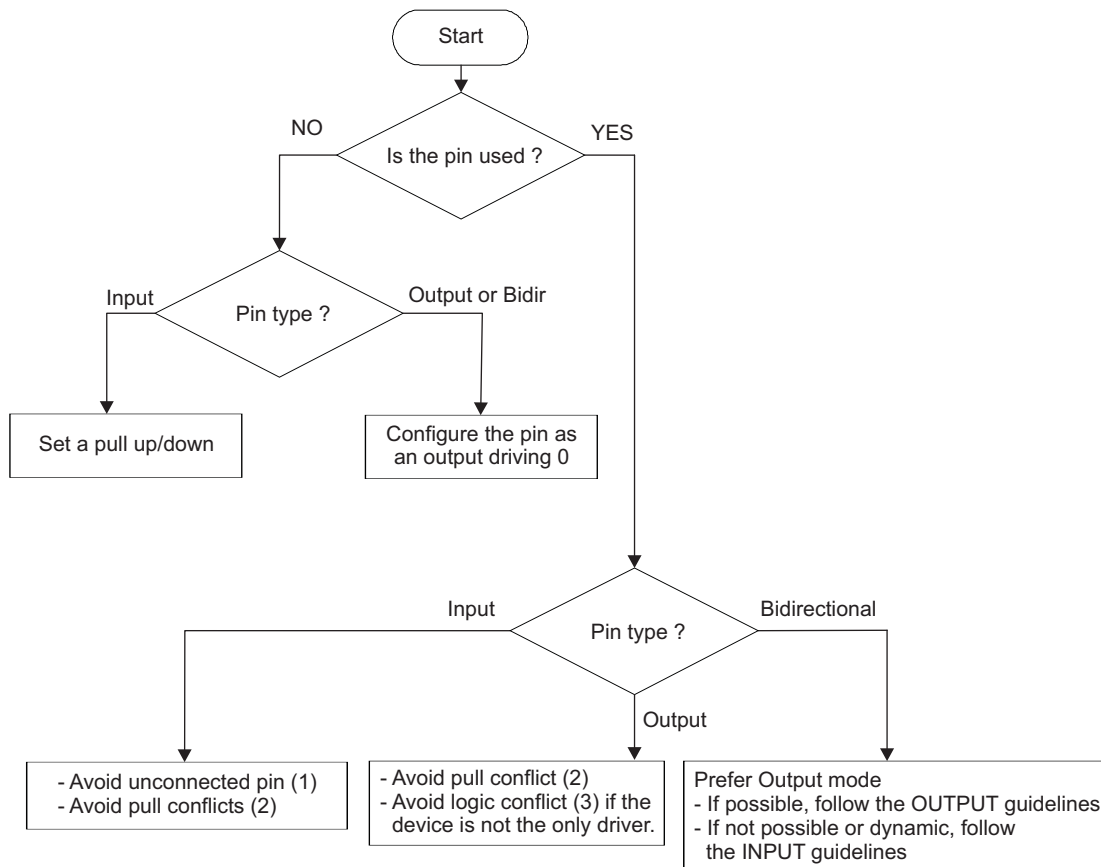 Start
NO
YES
Is the pin used ?
Input
Output or Bidir
Pin type ?
Set a pull up/down
Configure the pin as
an output driving 0
Input
Bidirectional
Pin type ?
Output
- Avoid unconnected pin (1)
- Avoid pull conflicts (2)
- Avoid pull conflict (2)
- Avoid logic conflict (3) if the
device is not the only driver.
Prefer Output mode
- If possible, follow the OUTPUT guidelines
- If not possible or dynamic, follow
the INPUT guidelines